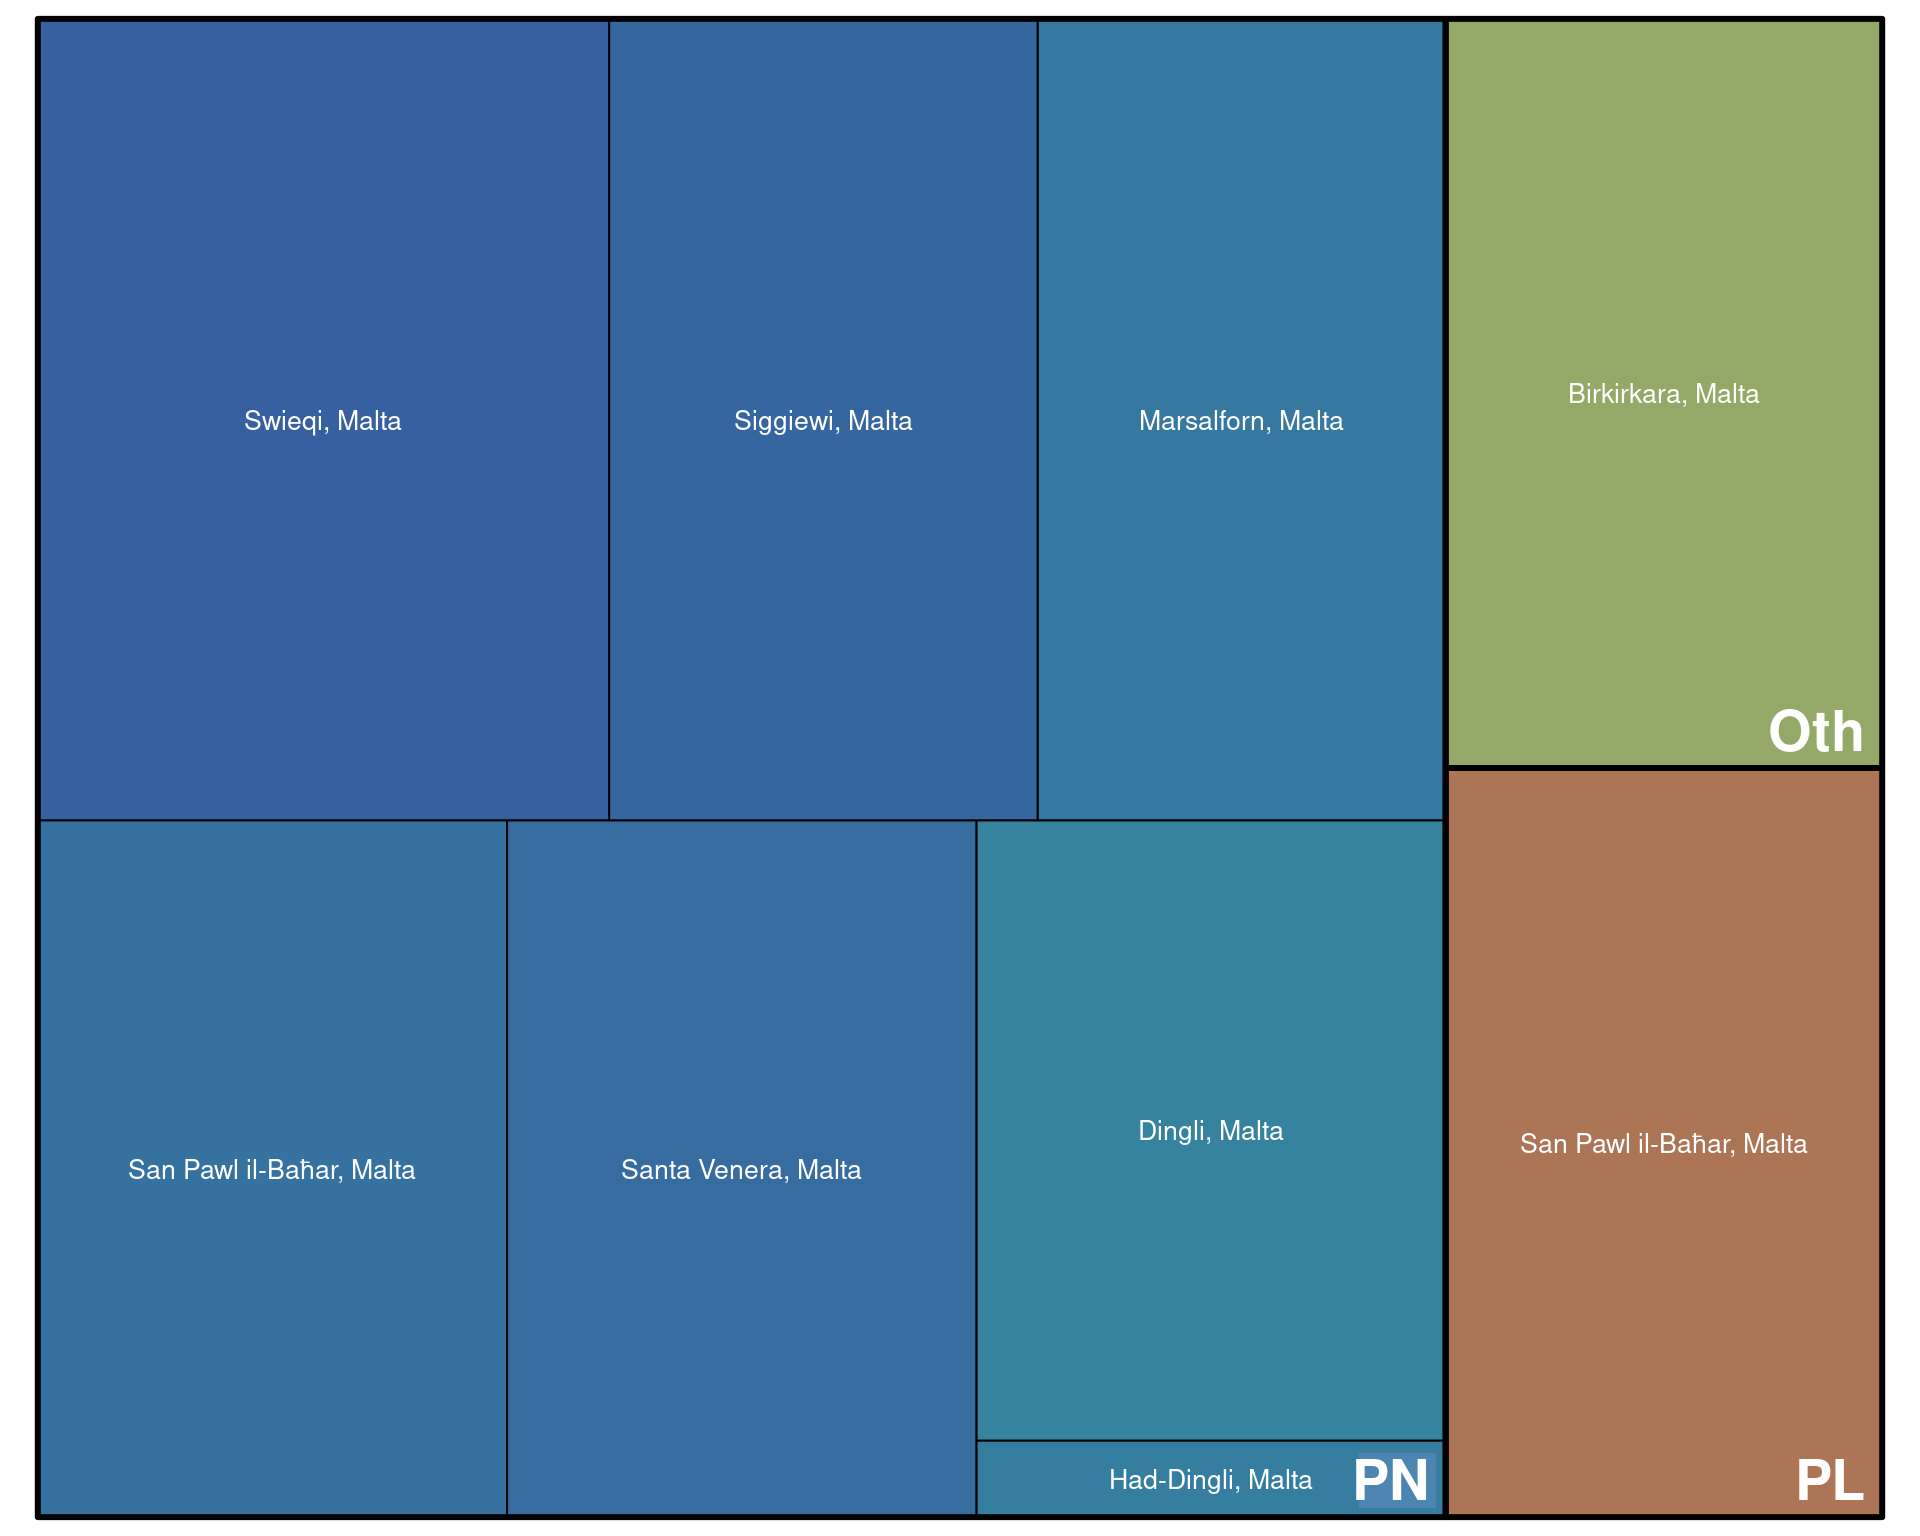 Swieqi, Malta
Siggiewi, Malta
Marsalforn, Malta
Birkirkara, Malta
Oth
San Pawl il-Baħar, Malta
Santa Venera, Malta
Dingli, Malta
Had-Dingli, Malta
PN
San Pawl il-Baħar, Malta
PL